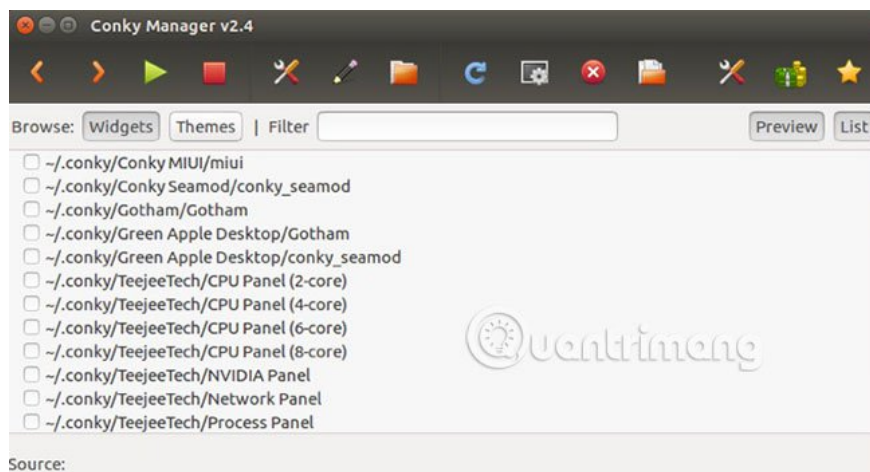 Conky Manager v2.4
Browse: Widgets Themes | Filter Preview List
~/.conky/Conky MIUI/miui
~/.conky/Conky Seamod/conky_seamod
~/.conky/Gotham/Gotham
~/.conky/Green Apple Desktop/Gotham
~/.conky/Green Apple Desktop/conky_seamod
~/.conky/TeejeeTech/CPU Panel (2-core)
~/.conky/TeejeeTech/CPU Panel (4-core)
~/.conky/TeejeeTech/CPU Panel (6-core)
~/.conky/TeejeeTech/CPU Panel (8-core)
~/.conky/TeejeeTech/NVIDIA Panel
~/.conky/TeejeeTech/Network Panel
~/.conky/TeejeeTech/Process Panel
Quantrimang
Source: